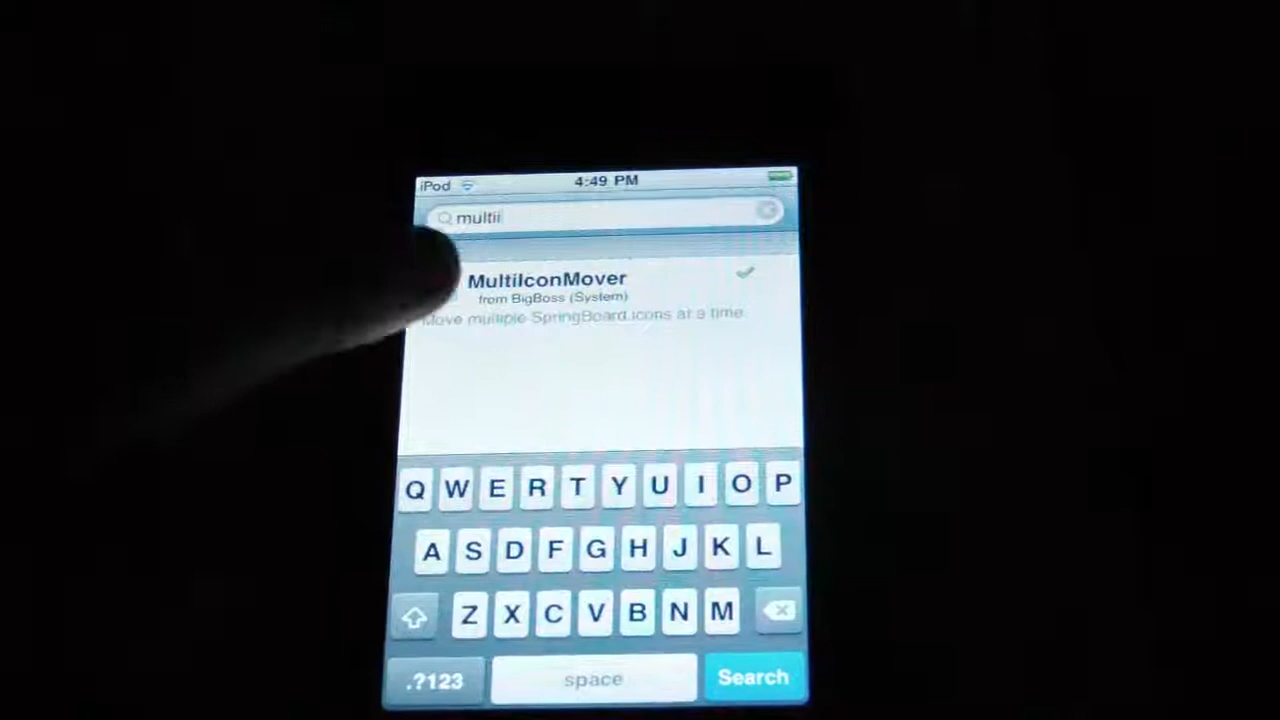 iPod 4:49 PM
multii
MultiIconMover
from BigBoss (System)
Move multiple SpringBoard icons at a time.
Q W E R T Y U I O P
A S D F G H J K L
Z X C V B N M
.?123 space Search